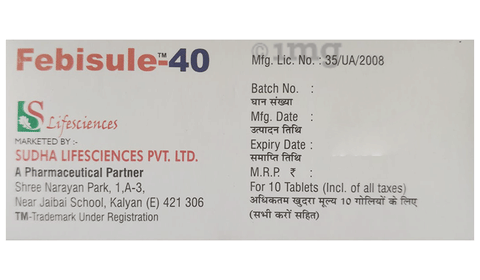 Febisule™-40
LS Lifesciences
MARKETED BY :-
SUDHA LIFESCIENCES PVT. LTD.
A Pharmaceutical Partner
Shree Narayan Park, 1,A-3,
Near Jaibai School, Kalyan (E) 421 306
TM-Trademark Under Registration
1mg
Mfg. Lic. No. : 35/UA/2008
Batch No. :
घान संख्या
Mfg. Date :
उत्पादन तिथि
Expiry Date :
समाप्ति तिथि
M.R.P. ₹ :
For 10 Tablets (Incl. of all taxes)
अधिकतम खुदरा मूल्य 10 गोलियों के लिए
(सभी करों सहित)